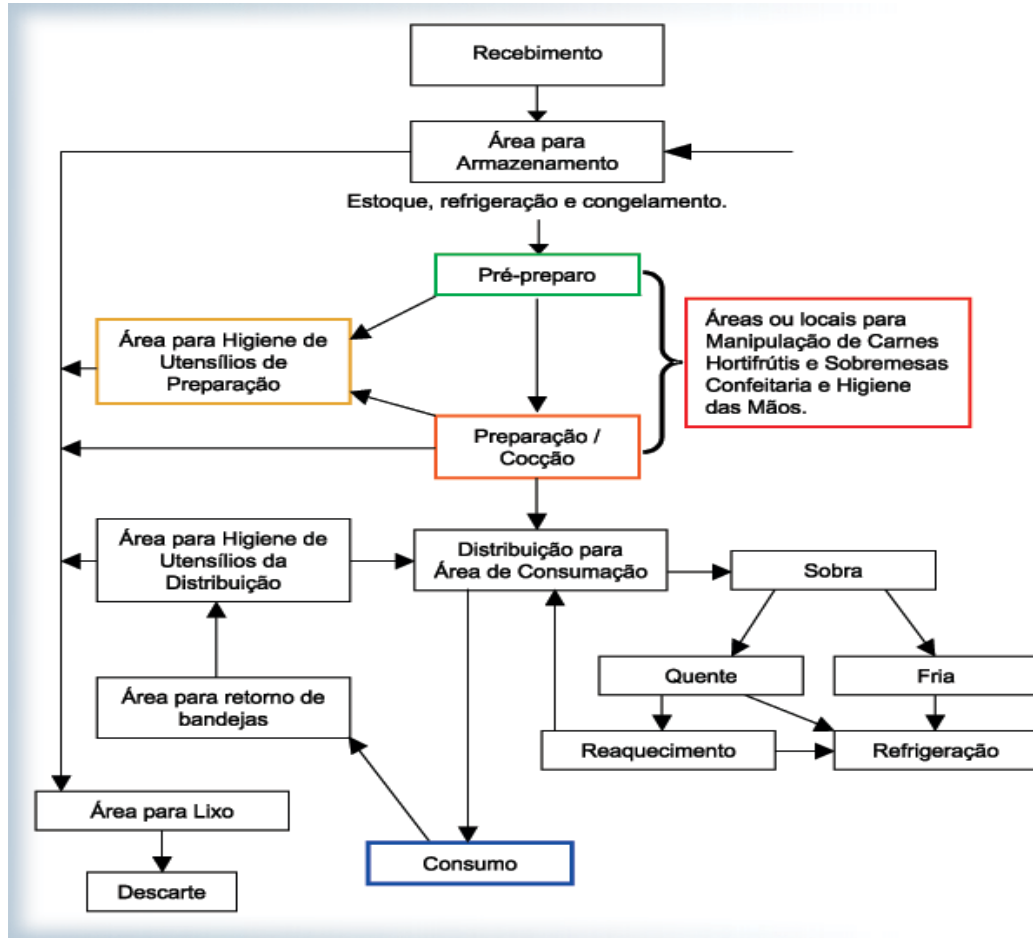 Recebimento
Área para
Armazenamento
Estoque, refrigeração e congelamento.
Pré-preparo
Área para Higiene de
Utensílios de
Preparação
Áreas ou locais para
Manipulação de Carnes
Hortifrútis e Sobremesas
Confeitaria e Higiene
das Mãos.
Preparação /
Cocção
Área para Higiene de
Utensílios da
Distribuição
Distribuição para
Área de Consumação
Sobra
Quente
Fria
Área para retorno de
bandejas
Reaquecimento
Refrigeração
Área para Lixo
Consumo
Descarte